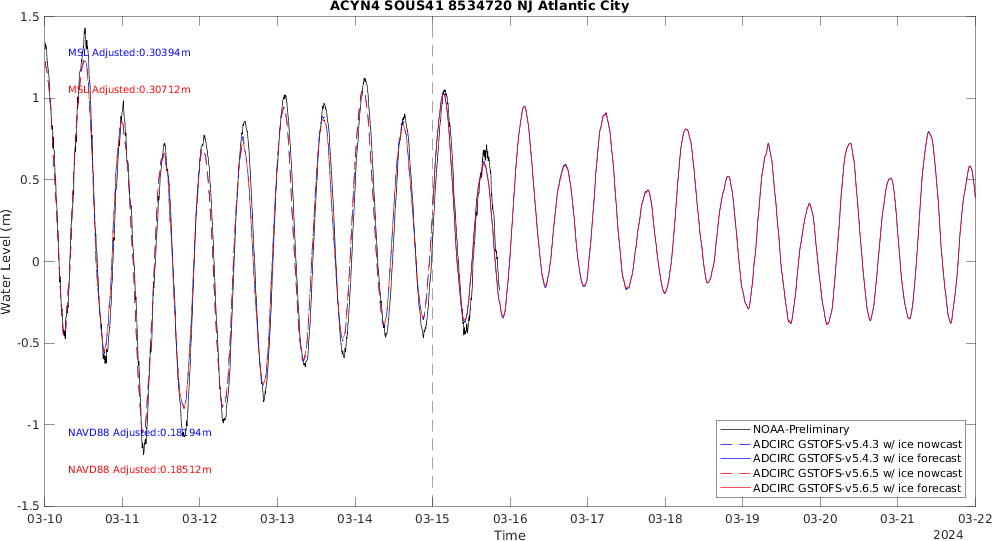 ACYN4 SOUS41 8534720 NJ Atlantic City
1.5
1
0.5
0
-0.5
-1
-1.5
Water Level (m)
MSL Adjusted:0.30394m
MSL Adjusted:0.30712m
NAVD88 Adjusted:0.18194m
NAVD88 Adjusted:0.18512m
NOAA-Preliminary
ADCIRC GSTOFS-v5.4.3 w/ ice nowcast
ADCIRC GSTOFS-v5.4.3 w/ ice forecast
ADCIRC GSTOFS-v5.6.5 w/ ice nowcast
ADCIRC GSTOFS-v5.6.5 w/ ice forecast
03-10 03-11 03-12 03-13 03-14 03-15 03-16 03-17 03-18 03-19 03-20 03-21 03-22
Time
2024